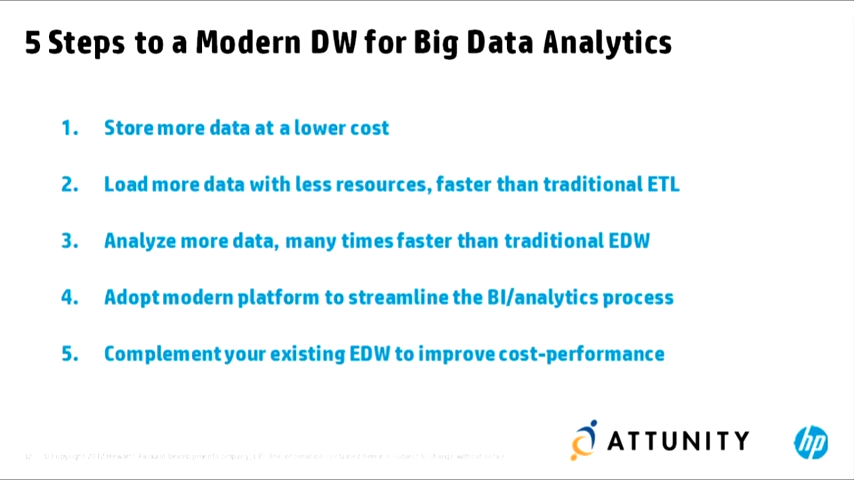 5 Steps to a Modern DW for Big Data Analytics
1. Store more data at a lower cost
2. Load more data with less resources, faster than traditional ETL
3. Analyze more data, many times faster than traditional EDW
4. Adopt modern platform to streamline the BI/analytics process
5. Complement your existing EDW to improve cost-performance
ATTUNITY
hp